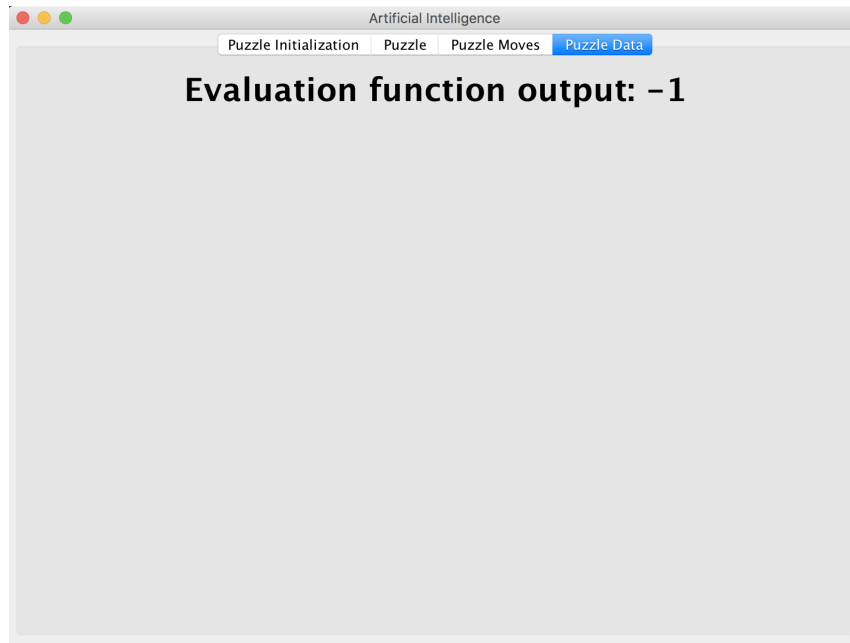 Artificial Intelligence
Puzzle Initialization Puzzle Puzzle Moves Puzzle Data
Evaluation function output: -1